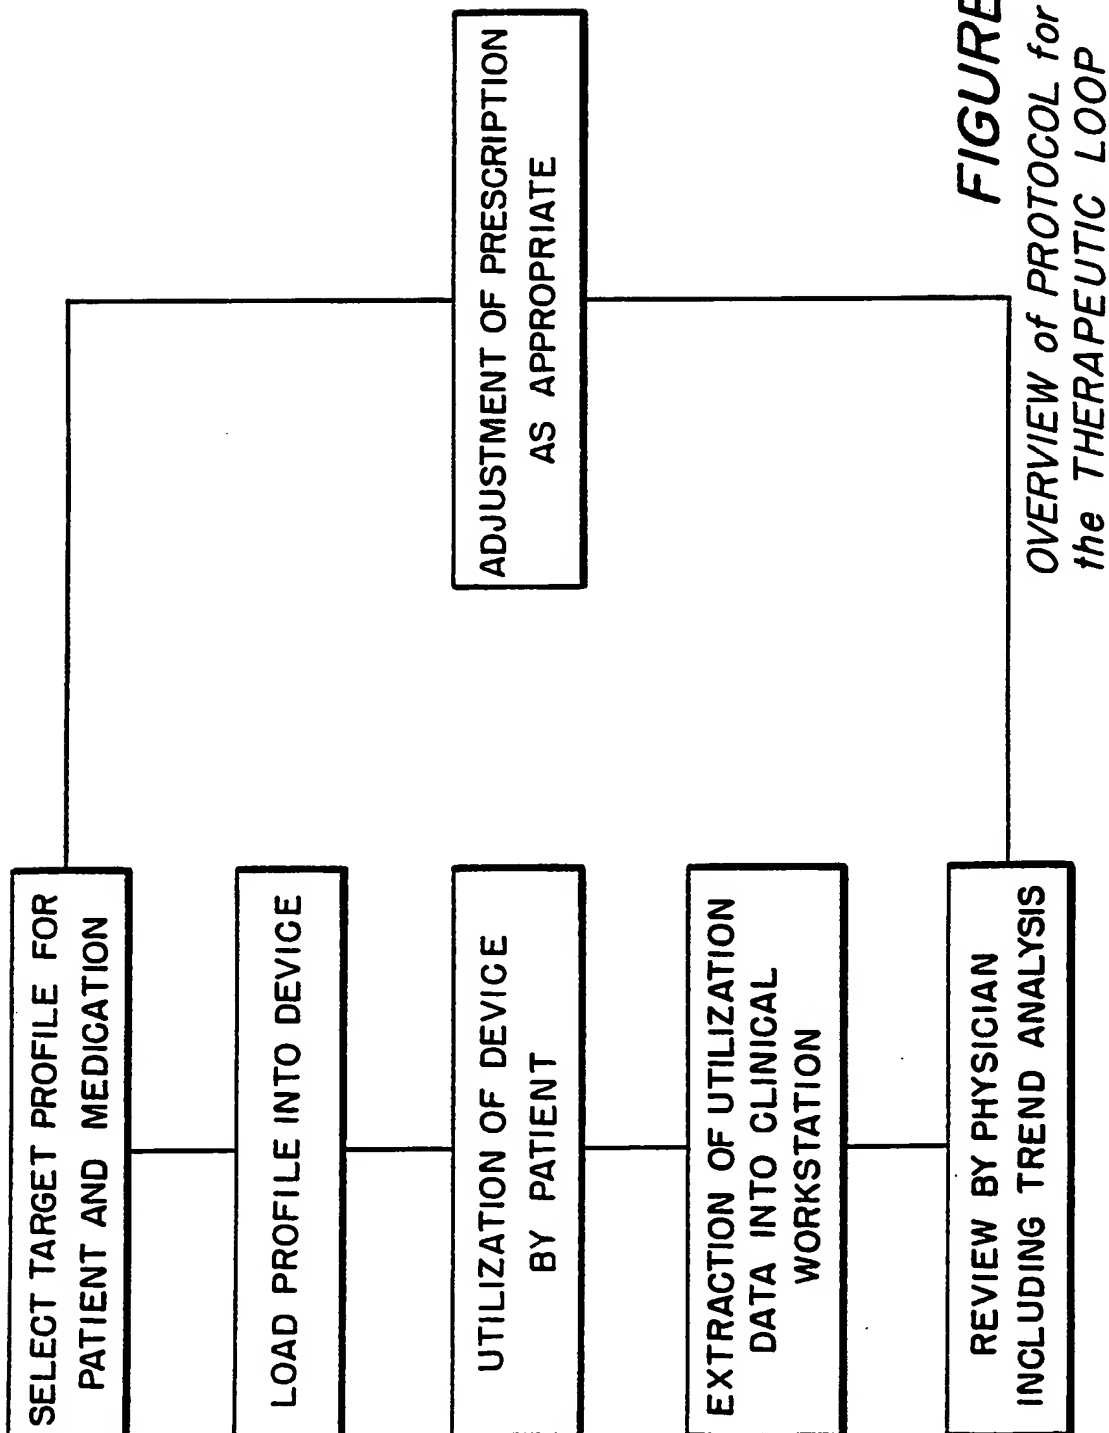 SELECT TARGET PROFILE FOR
PATIENT AND MEDICATION
LOAD PROFILE INTO DEVICE
UTILIZATION OF DEVICE
BY PATIENT
EXTRACTION OF UTILIZATION
DATA INTO CLINICAL
WORKSTATION
REVIEW BY PHYSICIAN
INCLUDING TREND ANALYSIS
ADJUSTMENT OF PRESCRIPTION
AS APPROPRIATE
FIGURE
OVERVIEW of PROTOCOL for
the THERAPEUTIC LOOP